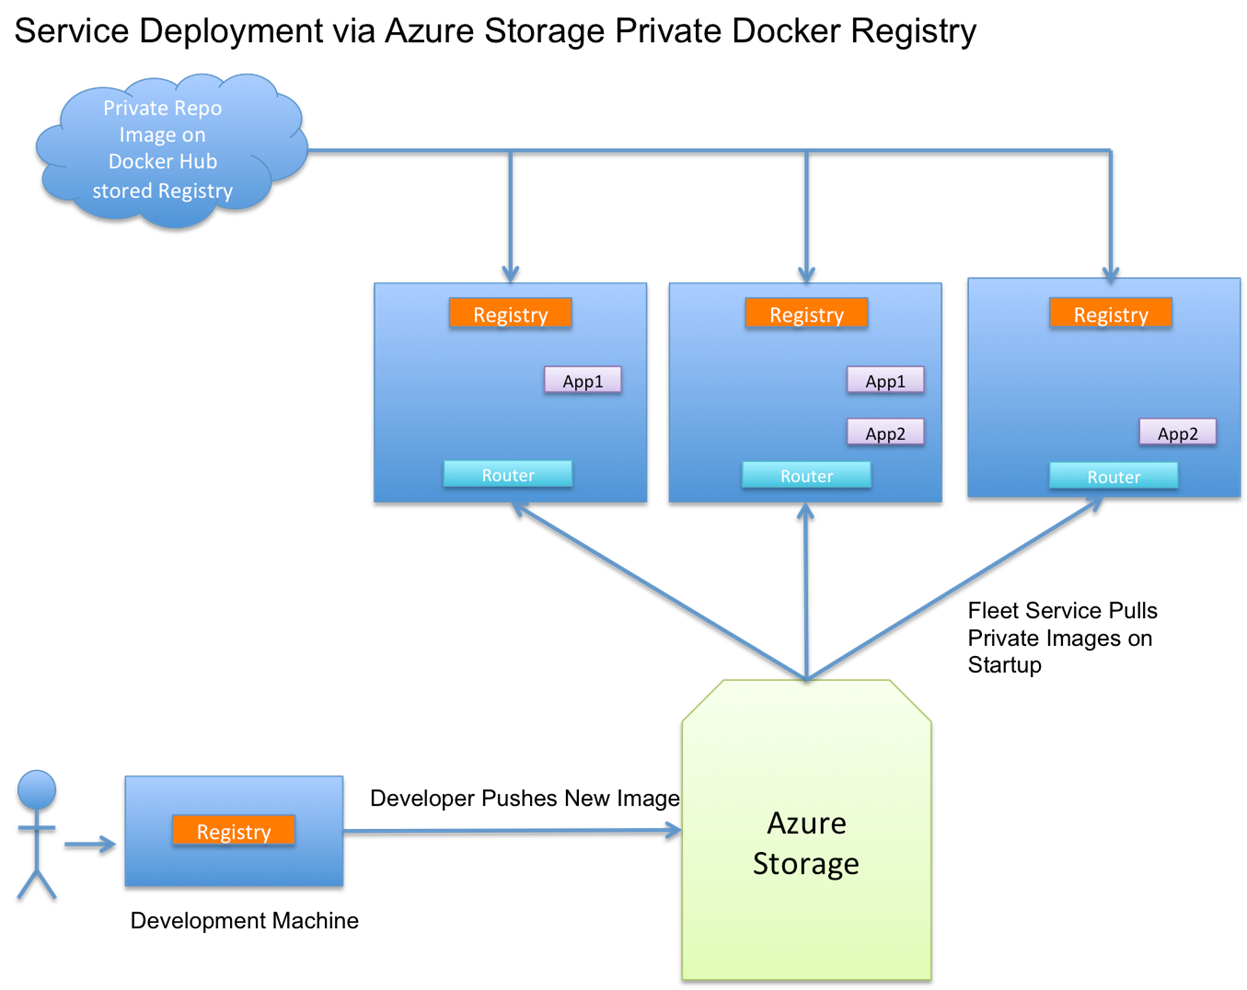 Service Deployment via Azure Storage Private Docker Registry
Private Repo
Image on
Docker Hub
stored Registry
Registry
App1
Router
Registry
App1
App2
Router
Registry
App2
Router
Fleet Service Pulls
Private Images on
Startup
Developer Pushes New Image
Registry
Development Machine
Azure
Storage